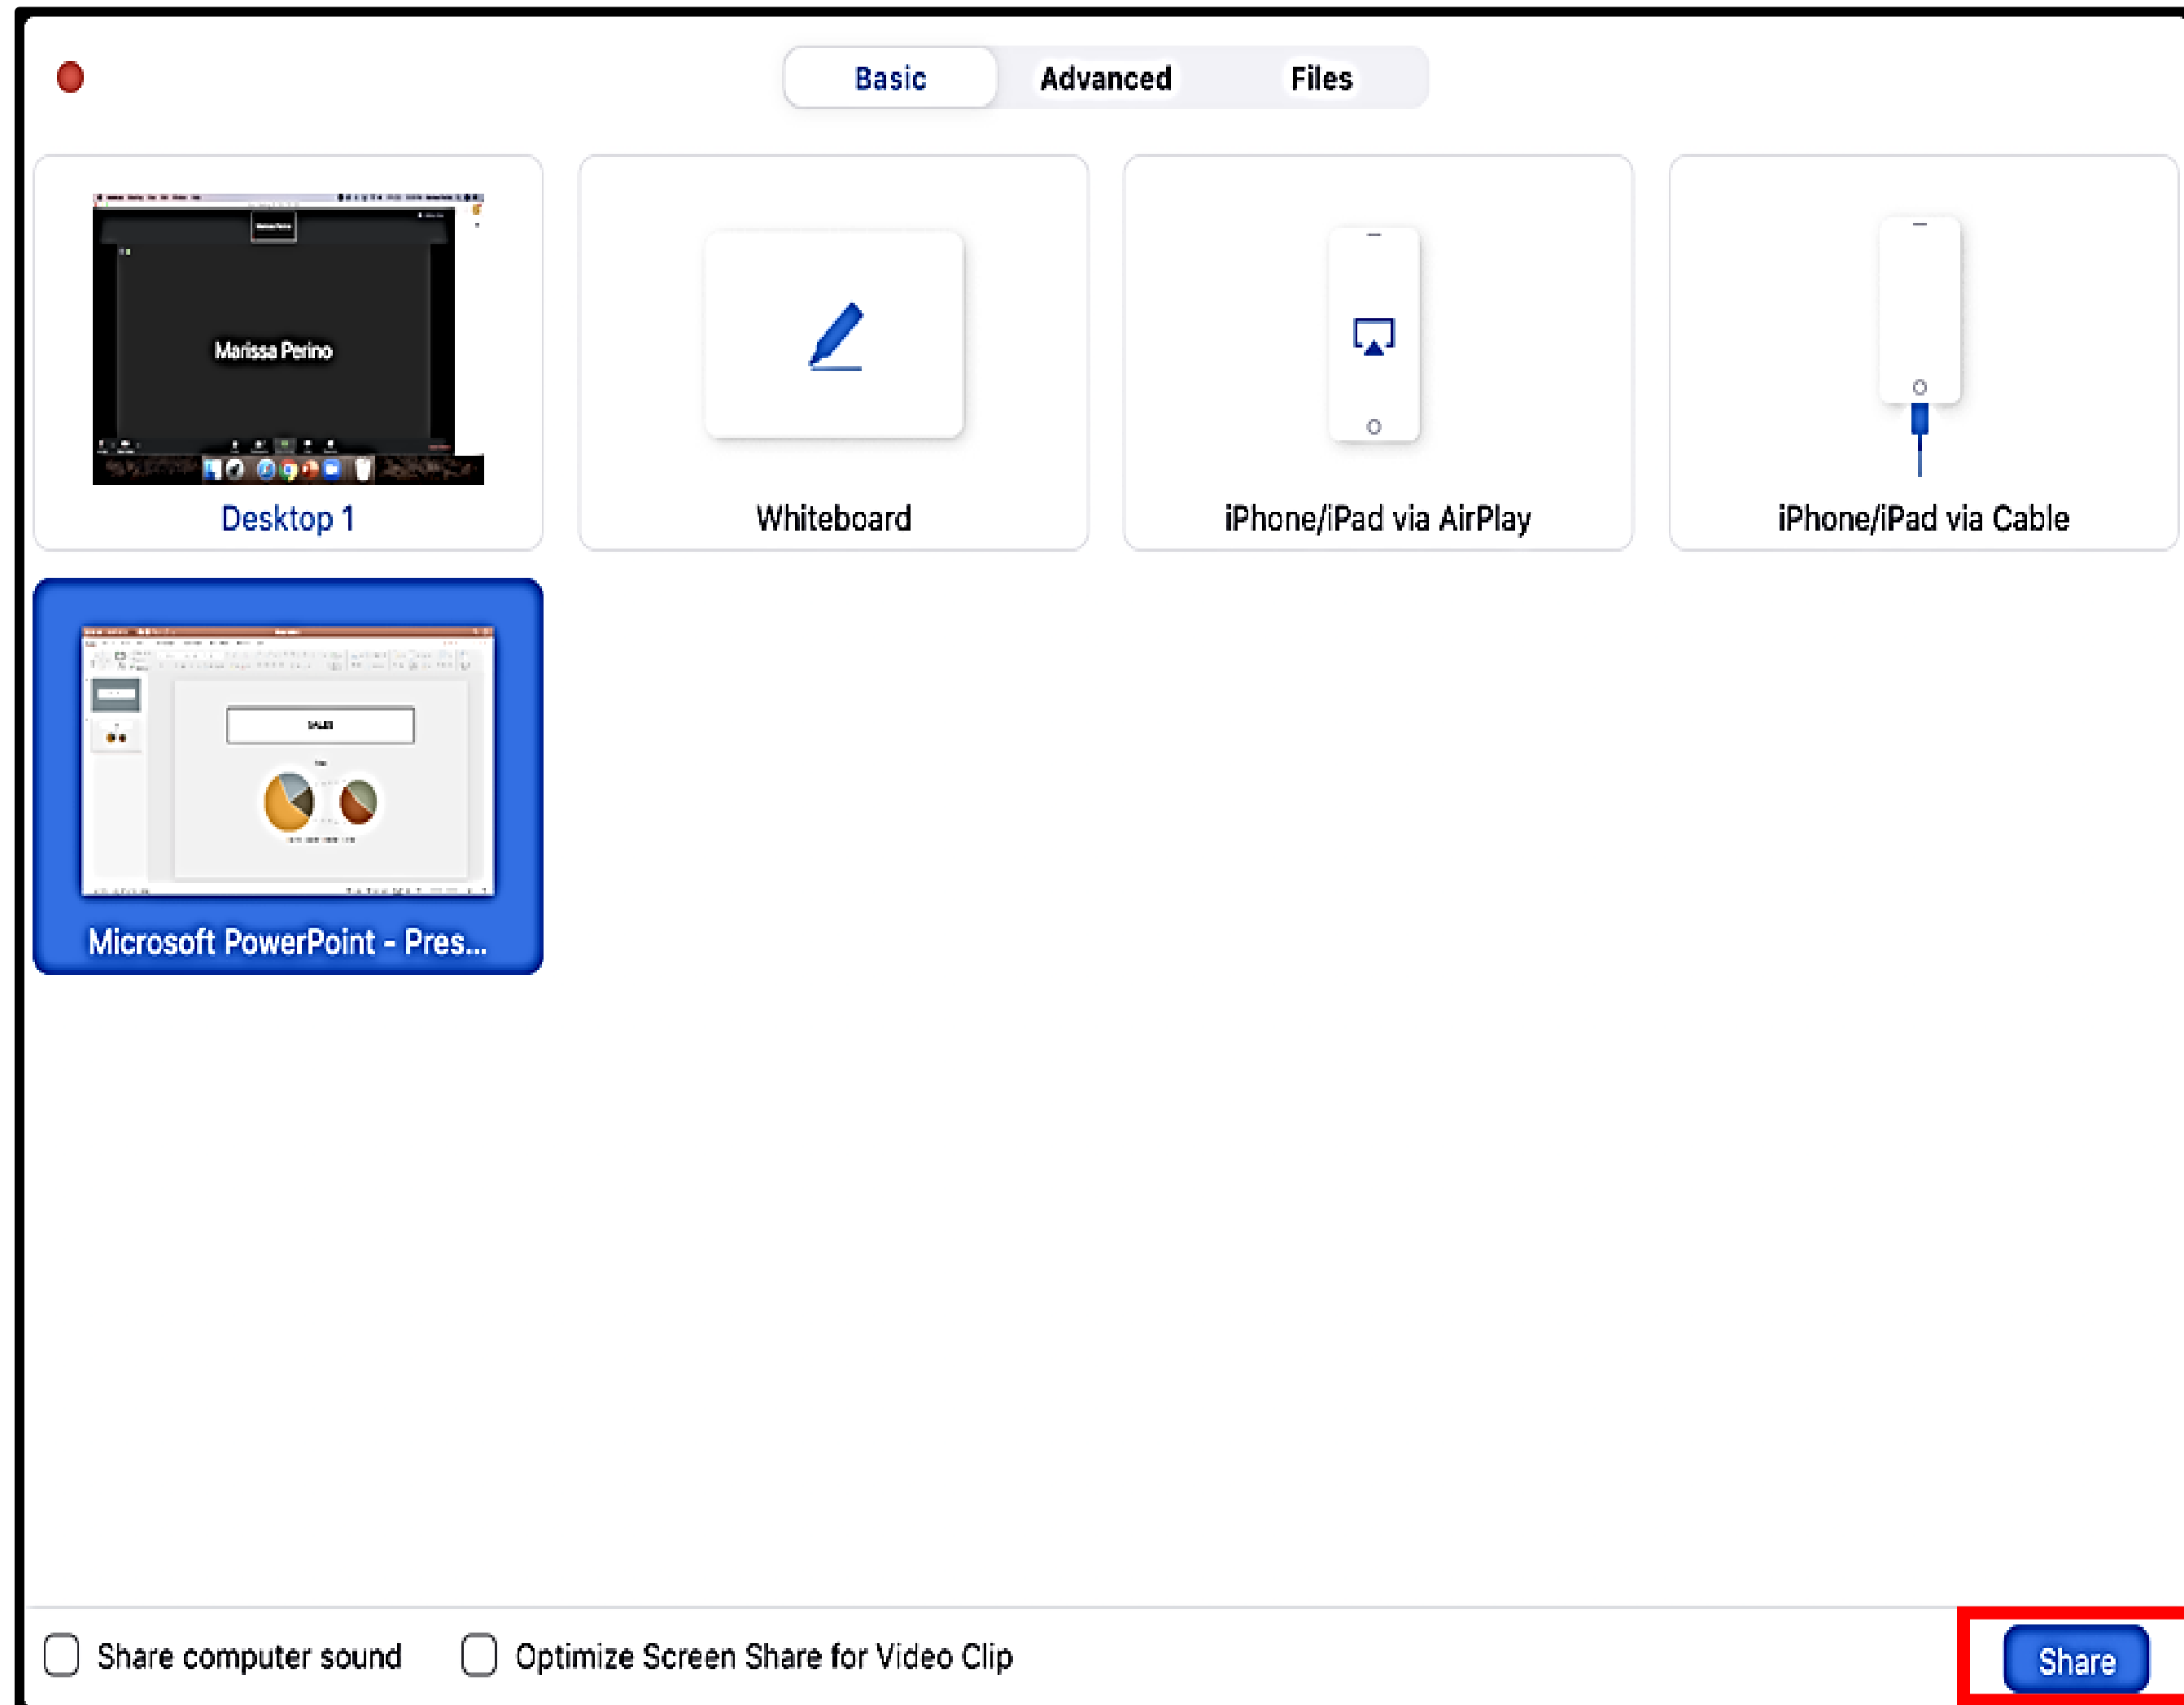 Basic Advanced Files
Marissa Perino
Desktop 1
Whiteboard
iPhone/iPad via AirPlay
iPhone/iPad via Cable
SALES
Microsoft PowerPoint - Pres...
Share computer sound
Optimize Screen Share for Video Clip
Share